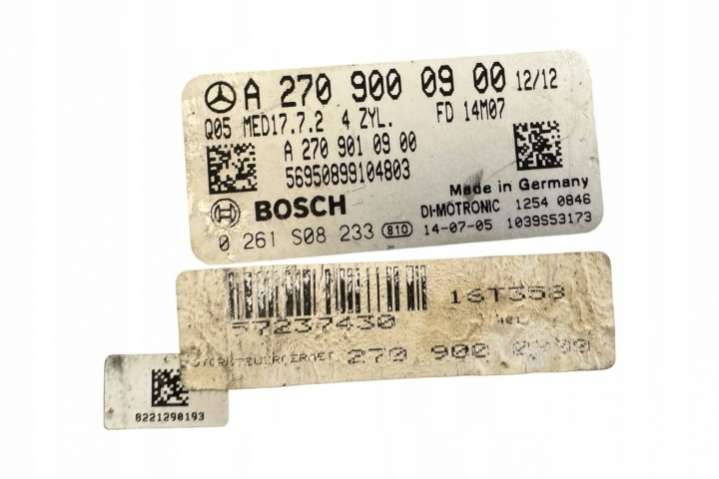 A 270 900 09 00 12/12
Q05 MED17.7.2 4 ZYL. FD 14M07
A 270 901 09 00
56950899104803
Made in Germany
BOSCH DI-MOTRONIC 1254 0846
0 261 S08 233 810 14-07-05 1039S53173
57237430 16T358
270 900
8221290193